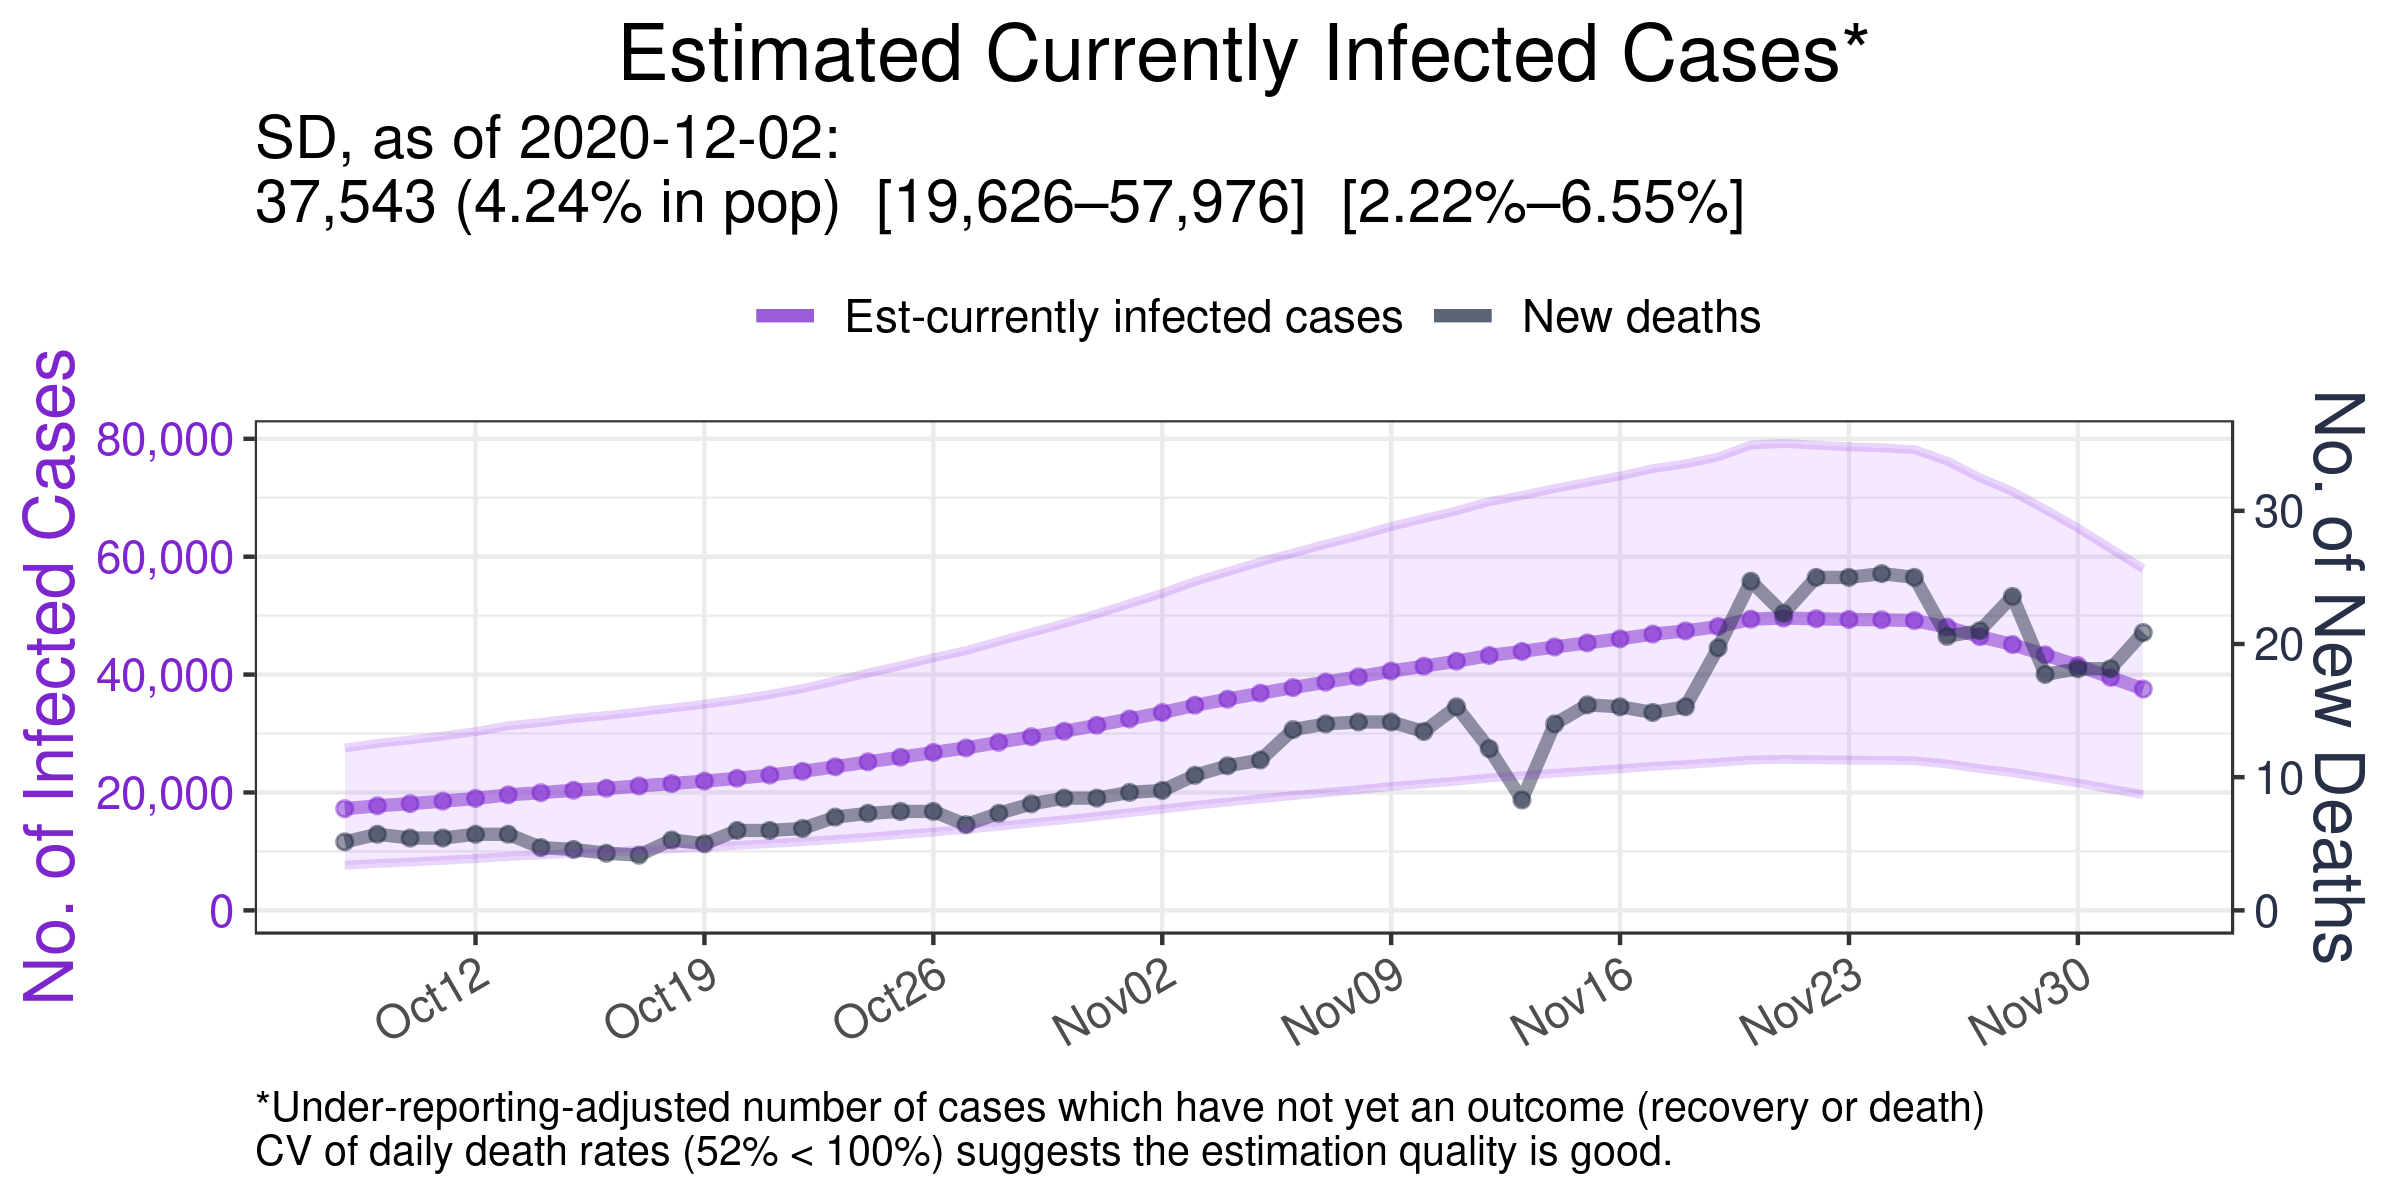 Estimated Currently Infected Cases*
SD, as of 2020-12-02:
37,543 (4.24% in pop)  [19,626–57,976]  [2.22%–6.55%]
Est-currently infected cases
New deaths
No. of Infected Cases
80,000
60,000
40,000
20,000
0
30
20
10
0
No. of New Deaths
Oct12
Oct19
Oct26
Nov02
Nov09
Nov16
Nov23
Nov30
*Under-reporting-adjusted number of cases which have not yet an outcome (recovery or death)
CV of daily death rates (52% < 100%) suggests the estimation quality is good.